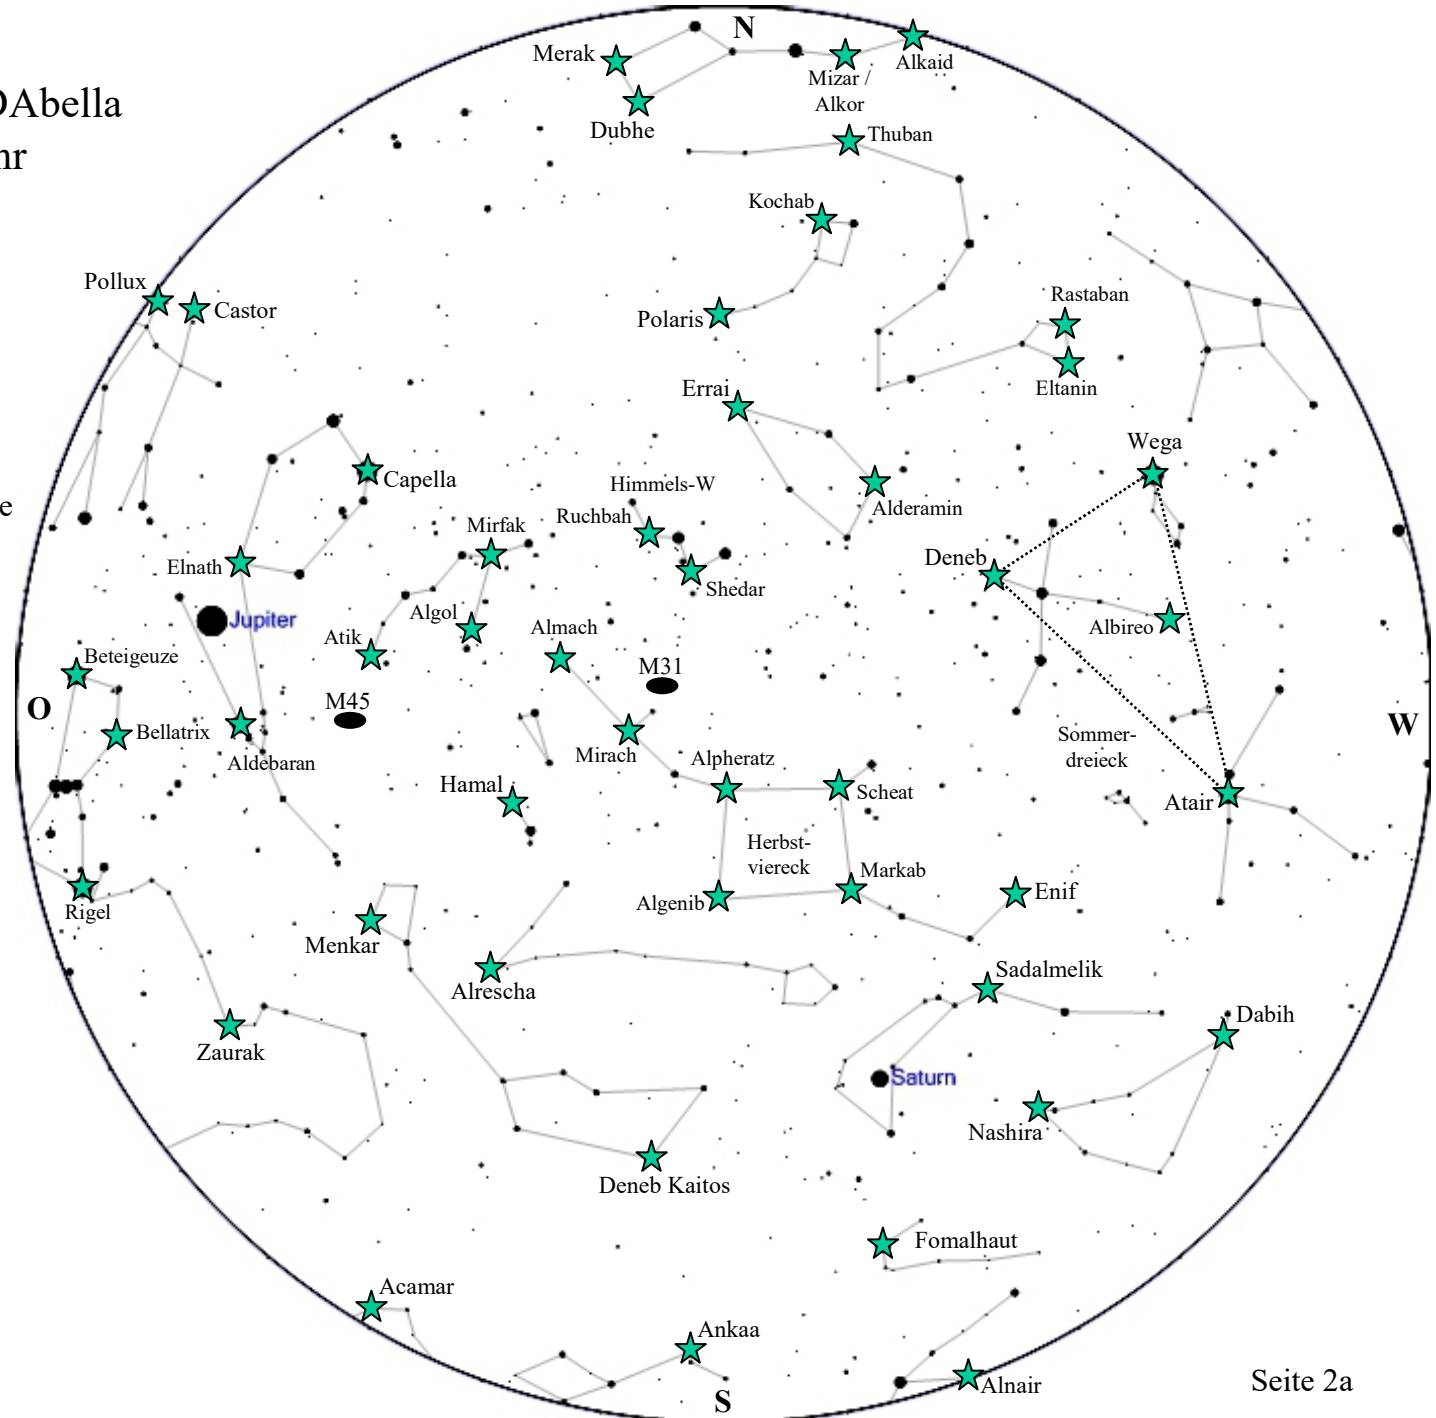 N
Merak
Alkaid
Mizar /
Alkor
DAbella
Dubhe
Thuban
hr
Kochab
Pollux
Castor
Rastaban
Polaris
Eltanin
Errai
Wega
Capella
Himmels-W
Alderamin
e
Ruchbah
Mirfak
Deneb
Elnath
Shedar
Algol
Jupiter
Almach
Albireo
Atik
Beteigeuze
M31
M45
O
W
Bellatrix
Sommer-
dreieck
Mirach
Alpheratz
Aldebaran
Hamal
Scheat
Atair
Herbst-
viereck
Markab
Enif
Algenib
Rigel
Menkar
Sadalmelik
Alrescha
Dabih
Zaurak
Saturn
Nashira
Deneb Kaitos
Fomalhaut
Acamar
Ankaa
Alnair
Seite 2a
S